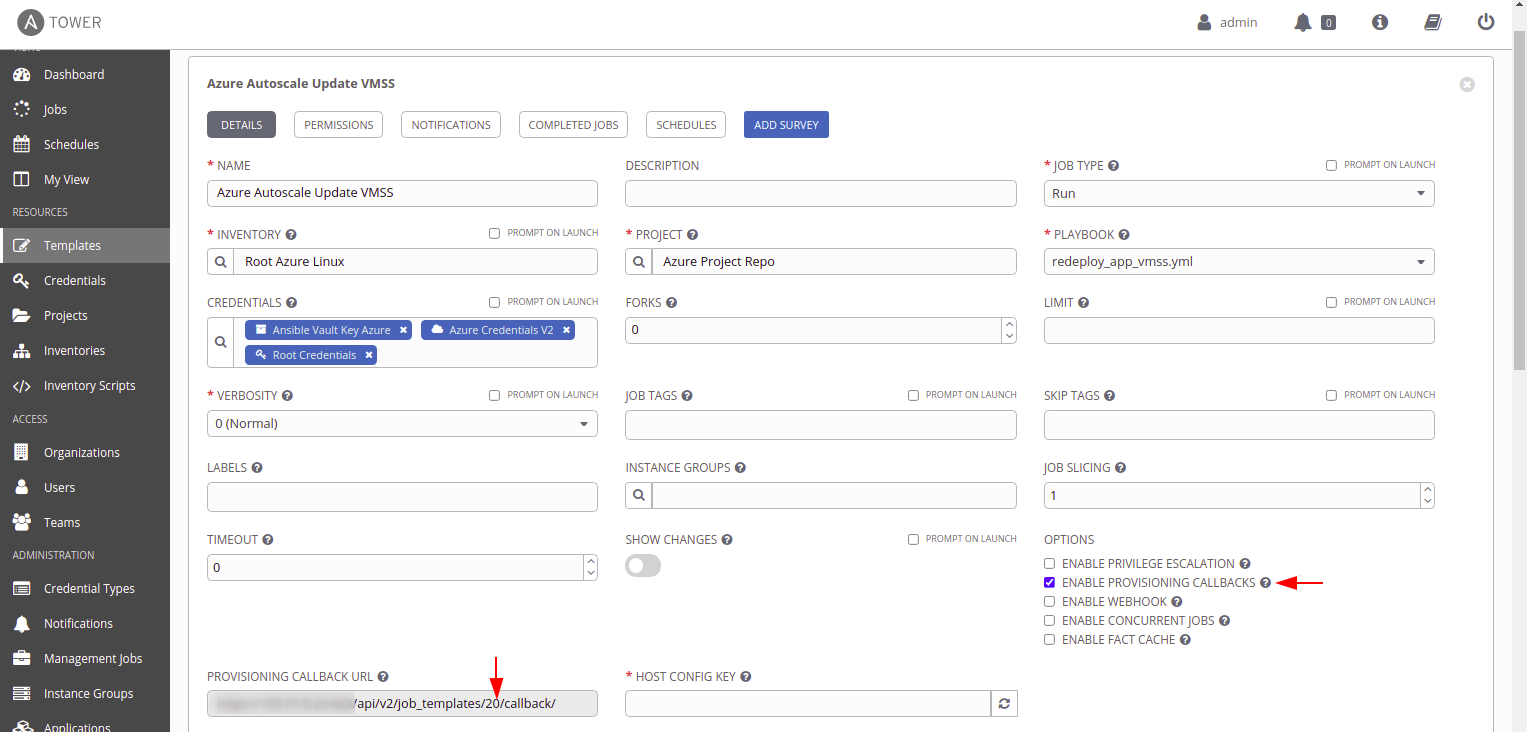 TOWER
admin
0
Dashboard
Jobs
Schedules
My View
RESOURCES
Templates
Credentials
Projects
Inventories
Inventory Scripts
ACCESS
Organizations
Users
Teams
ADMINISTRATION
Credential Types
Notifications
Management Jobs
Instance Groups
Applications
Azure Autoscale Update VMSS
DETAILS PERMISSIONS NOTIFICATIONS COMPLETED JOBS SCHEDULES ADD SURVEY
* NAME
Azure Autoscale Update VMSS
DESCRIPTION
* JOB TYPE PROMPT ON LAUNCH
Run
* INVENTORY PROMPT ON LAUNCH
Root Azure Linux
* PROJECT
Azure Project Repo
* PLAYBOOK
redeploy_app_vmss.yml
CREDENTIALS PROMPT ON LAUNCH
Ansible Vault Key Azure Azure Credentials V2
Root Credentials
FORKS
0
LIMIT PROMPT ON LAUNCH
* VERBOSITY PROMPT ON LAUNCH
0 (Normal)
JOB TAGS PROMPT ON LAUNCH
SKIP TAGS PROMPT ON LAUNCH
LABELS
INSTANCE GROUPS
JOB SLICING
1
TIMEOUT
0
SHOW CHANGES PROMPT ON LAUNCH
OPTIONS
ENABLE PRIVILEGE ESCALATION
ENABLE PROVISIONING CALLBACKS
ENABLE WEBHOOK
ENABLE CONCURRENT JOBS
ENABLE FACT CACHE
PROVISIONING CALLBACK URL
/api/v2/job_templates/20/callback/
* HOST CONFIG KEY